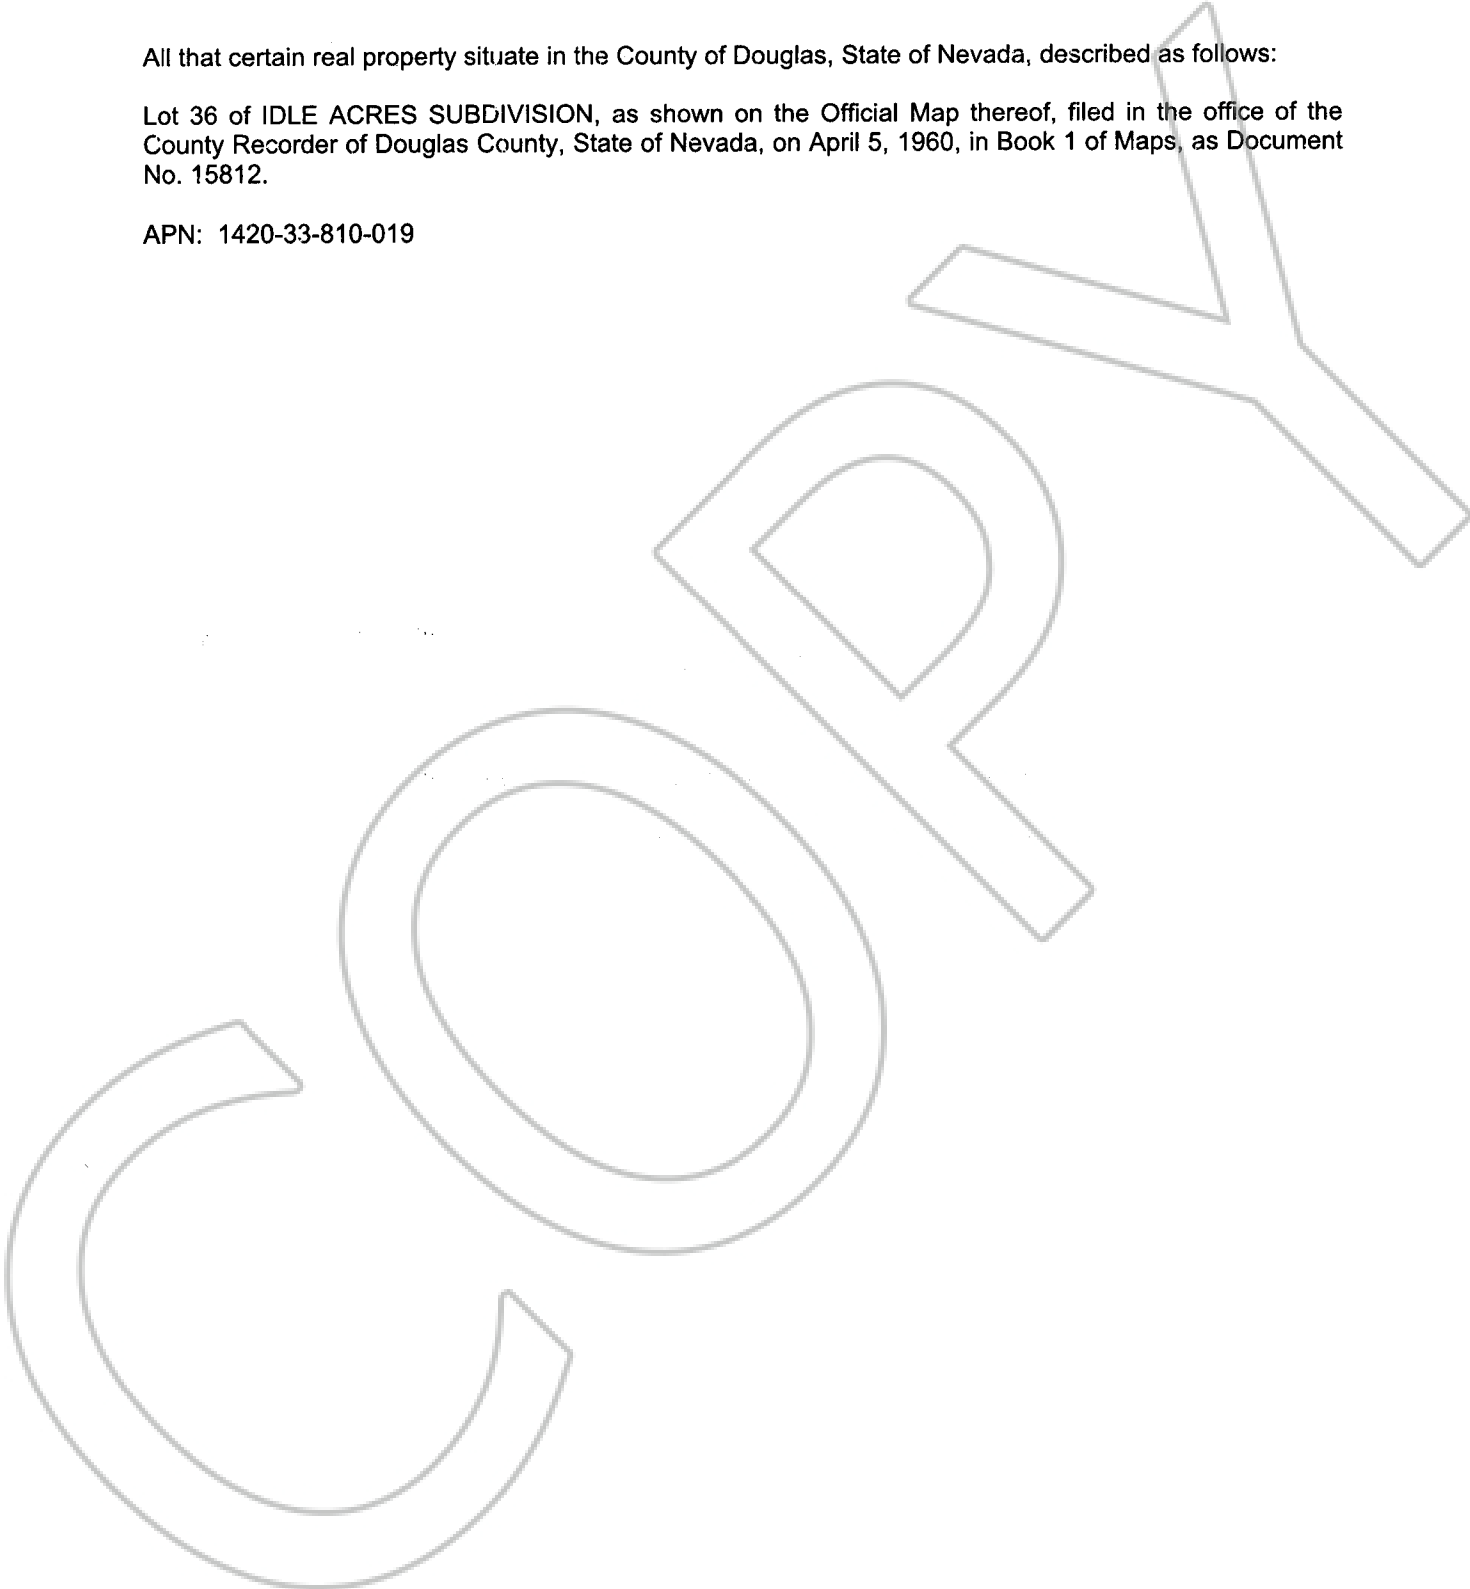 All that certain real property situate in the County of Douglas, State of Nevada, described as follows:
Lot 36 of IDLE ACRES SUBDIVISION, as shown on the Official Map thereof, filed in the office of the
County Recorder of Douglas County, State of Nevada, on April 5, 1960, in Book 1 of Maps, as Document
No. 15812.
APN: 1420-33-810-019
COPY